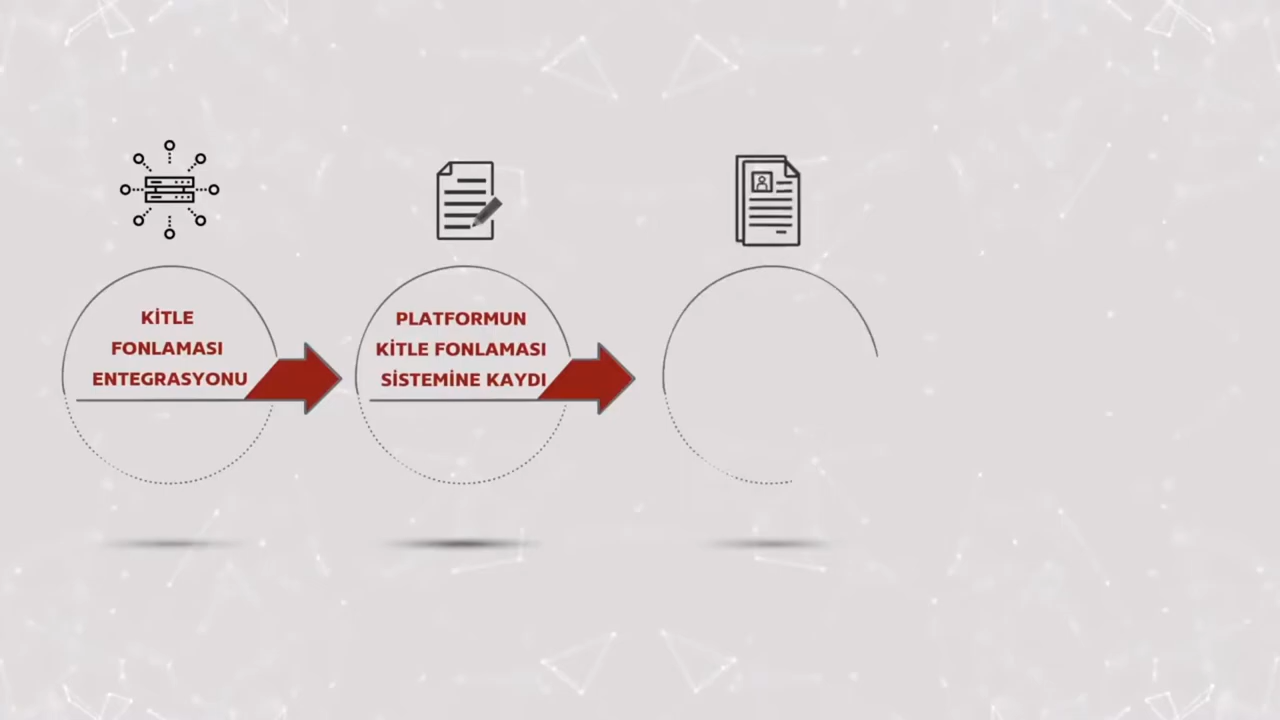 KİTLE
FONLAMASI
ENTEGRASYONU
PLATFORMUN
KİTLE FONLAMASI
SİSTEMİNE KAYDI